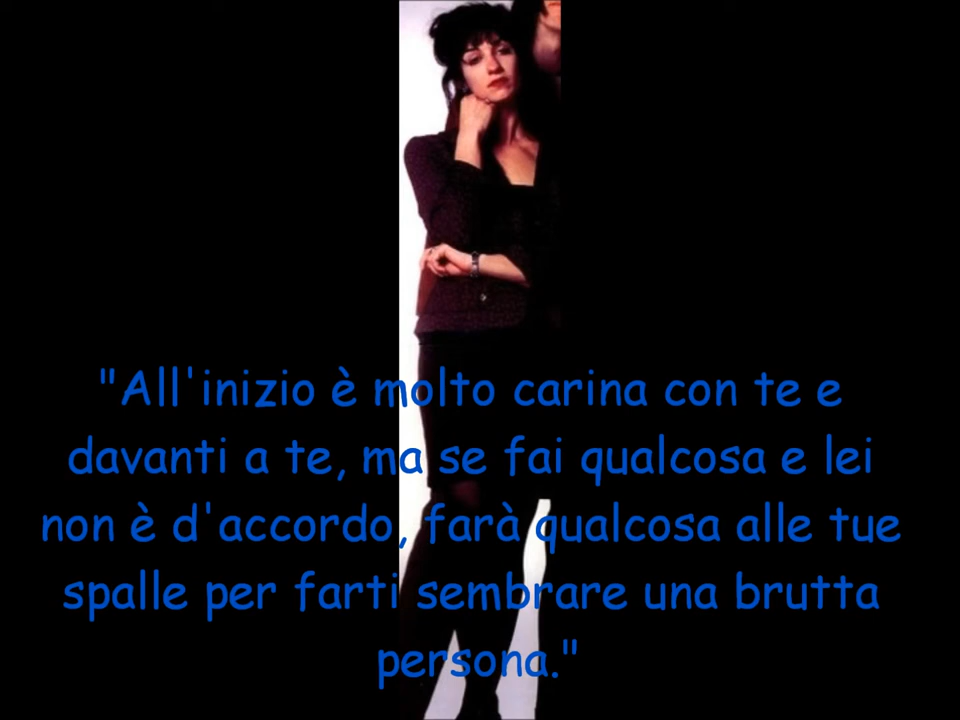 "All'inizio è molto carina con te e
davanti a te, ma se fai qualcosa e lei
non è d'accordo, farà qualcosa alle tue
spalle per farti sembrare una brutta
persona."